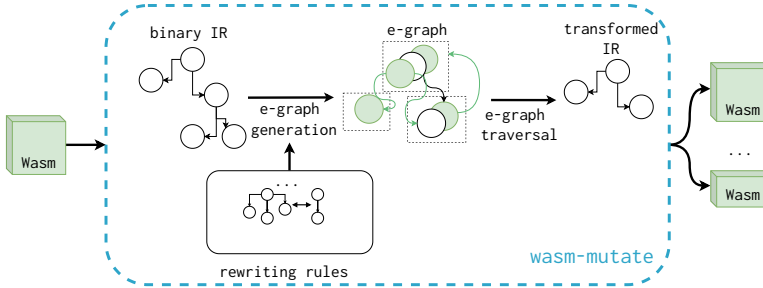 binary IR
e-graph
transformed
IR
e-graph
generation
e-graph
traversal
Wasm
Wasm
...
Wasm
...
rewriting rules
wasm-mutate